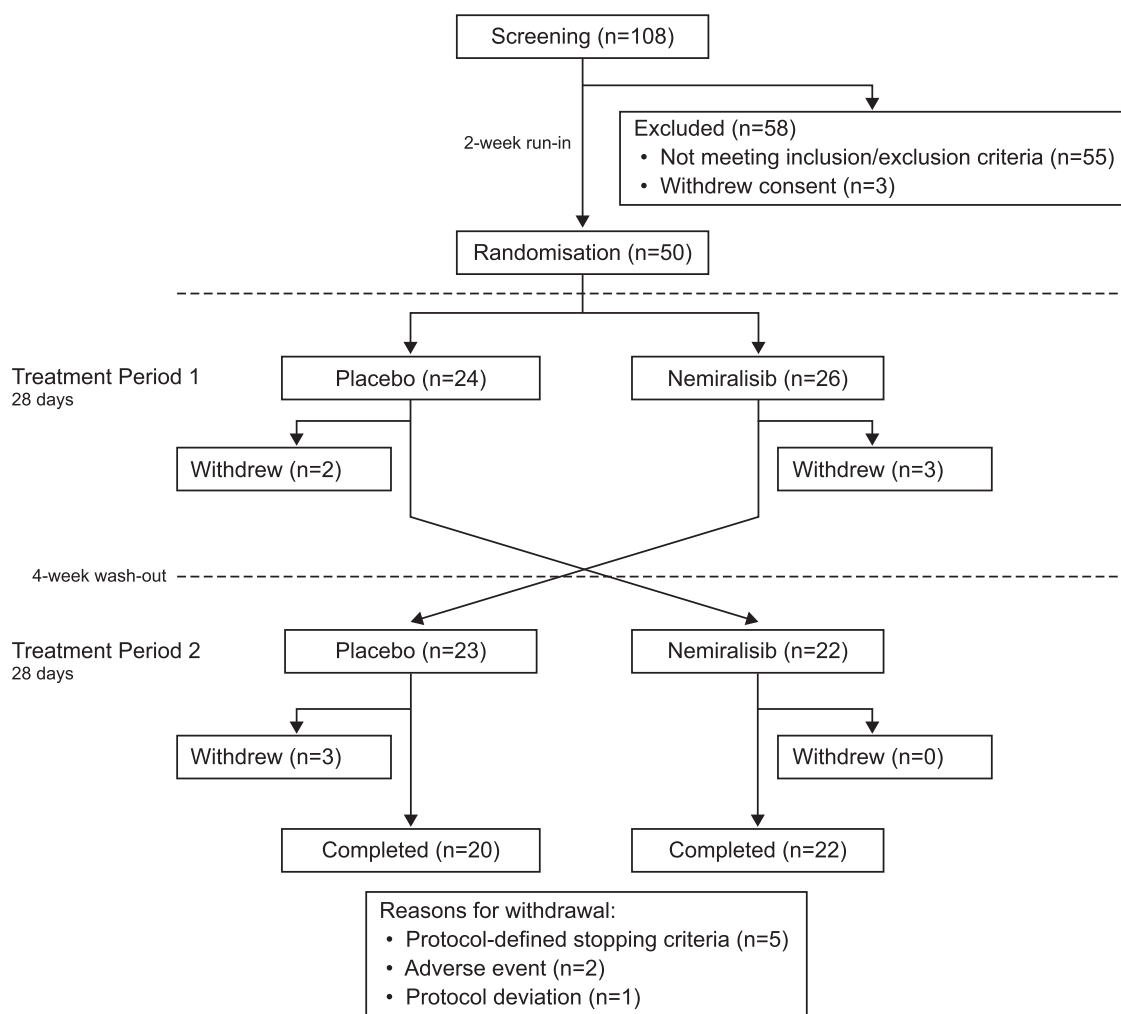 Screening (n=108)
2-week run-in
Excluded (n=58)
• Not meeting inclusion/exclusion criteria (n=55)
• Withdrew consent (n=3)
Randomisation (n=50)
Treatment Period 1
28 days
Placebo (n=24)
Nemiralisib (n=26)
Withdrew (n=2)
Withdrew (n=3)
4-week wash-out
Treatment Period 2
28 days
Placebo (n=23)
Nemiralisib (n=22)
Withdrew (n=3)
Withdrew (n=0)
Completed (n=20)
Completed (n=22)
Reasons for withdrawal:
• Protocol-defined stopping criteria (n=5)
• Adverse event (n=2)
• Protocol deviation (n=1)